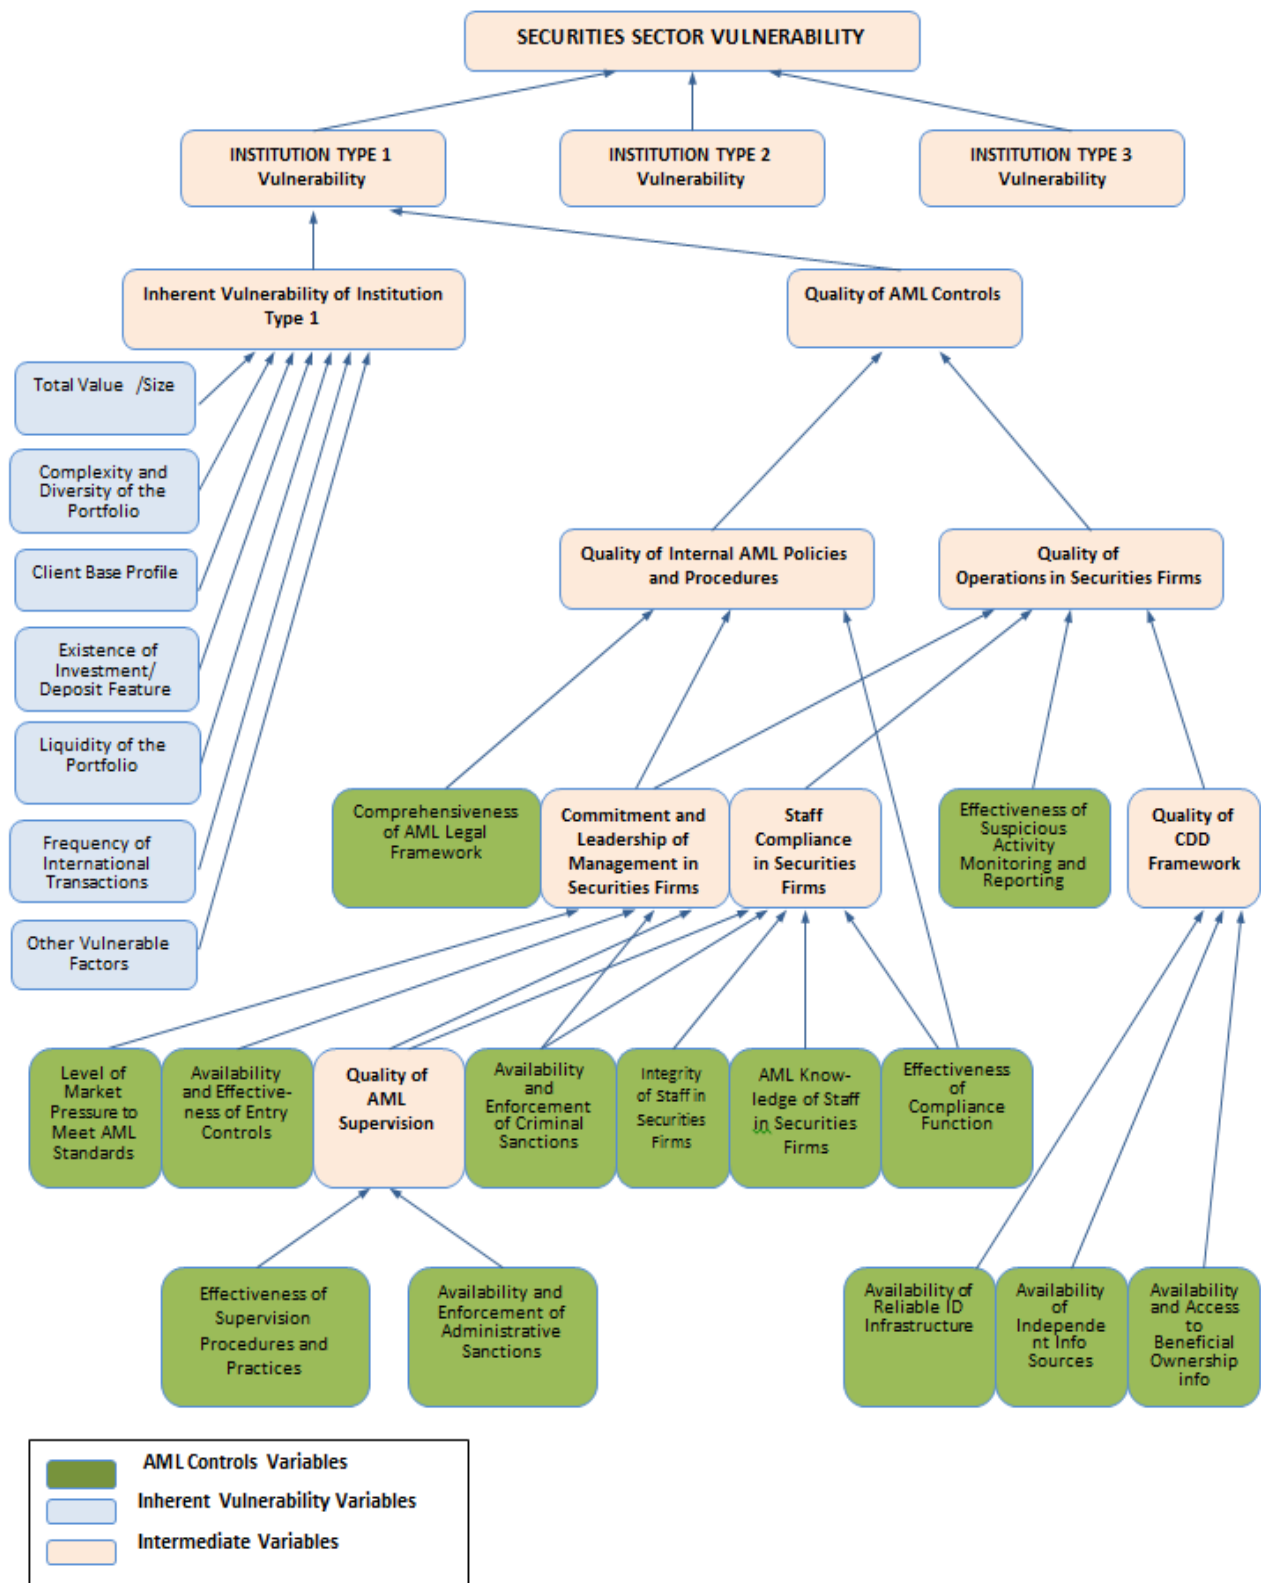 SECURITIES SECTOR VULNERABILITY
INSTITUTION TYPE 1
Vulnerability
INSTITUTION TYPE 2
Vulnerability
INSTITUTION TYPE 3
Vulnerability
Inherent Vulnerability of Institution
Type 1
Quality of AML Controls
Total Value /Size
Complexity and
Diversity of the
Portfolio
Client Base Profile
Existence of
Investment/
Deposit Feature
Liquidity of the
Portfolio
Frequency of
International
Transactions
Other Vulnerable
Factors
Quality of Internal AML Policies
and Procedures
Quality of
Operations in Securities Firms
Comprehensiveness
of AML Legal
Framework
Commitment and
Leadership of
Management in
Securities Firms
Staff
Compliance
in Securities
Firms
Effectiveness of
Suspicious
Activity
Monitoring and
Reporting
Quality of
CDD
Framework
Level of
Market
Pressure to
Meet AML
Standards
Availability
and Effective-
ness of Entry
Controls
Quality of
AML
Supervision
Availability
and
Enforcement
of Criminal
Sanctions
Integrity
of Staff in
Securities
Firms
AML Know-
ledge of Staff
in Securities
Firms
Effectiveness
of
Compliance
Function
Effectiveness of
Supervision
Procedures and
Practices
Availability and
Enforcement of
Administrative
Sanctions
Availability of
Reliable ID
Infrastructure
Availability
of
Independe
nt Info
Sources
Availability
and Access
to
Beneficial
Ownership
info
AML Controls Variables
Inherent Vulnerability Variables
Intermediate Variables